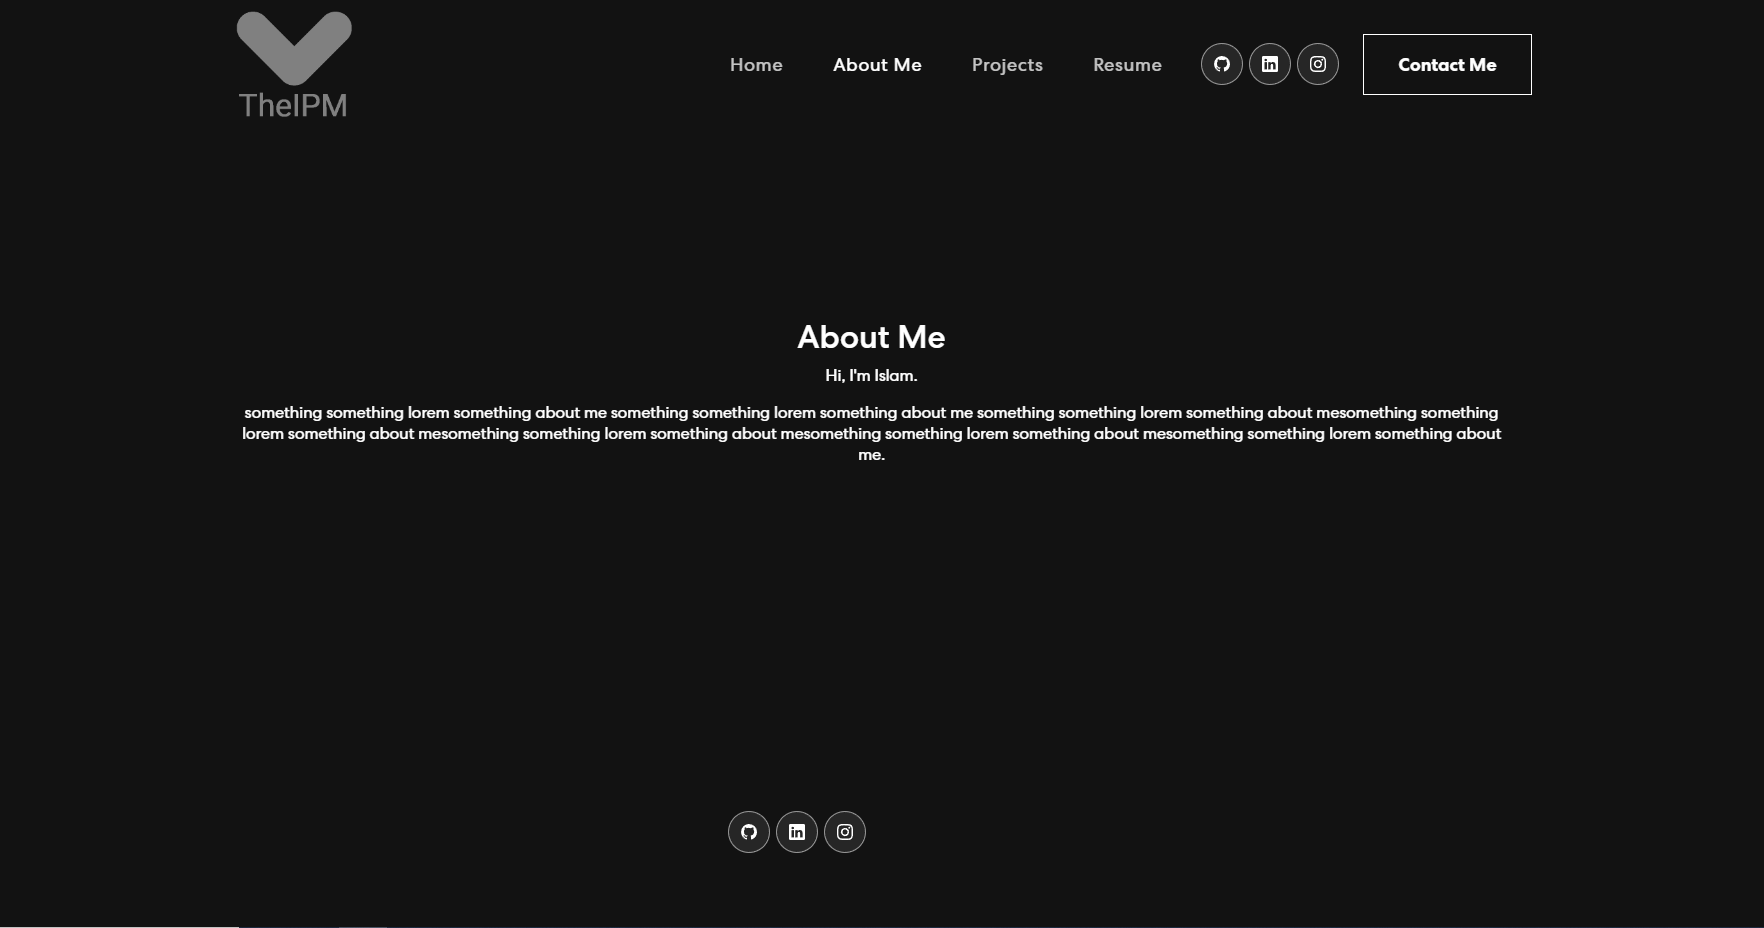 TheIPM
Home About Me Projects Resume Contact Me
About Me
Hi, I'm Islam.
something something lorem something about me something something lorem something about me something something lorem something about mesomething something
lorem something about mesomething something lorem something about mesomething something lorem something about mesomething something lorem something about
me.